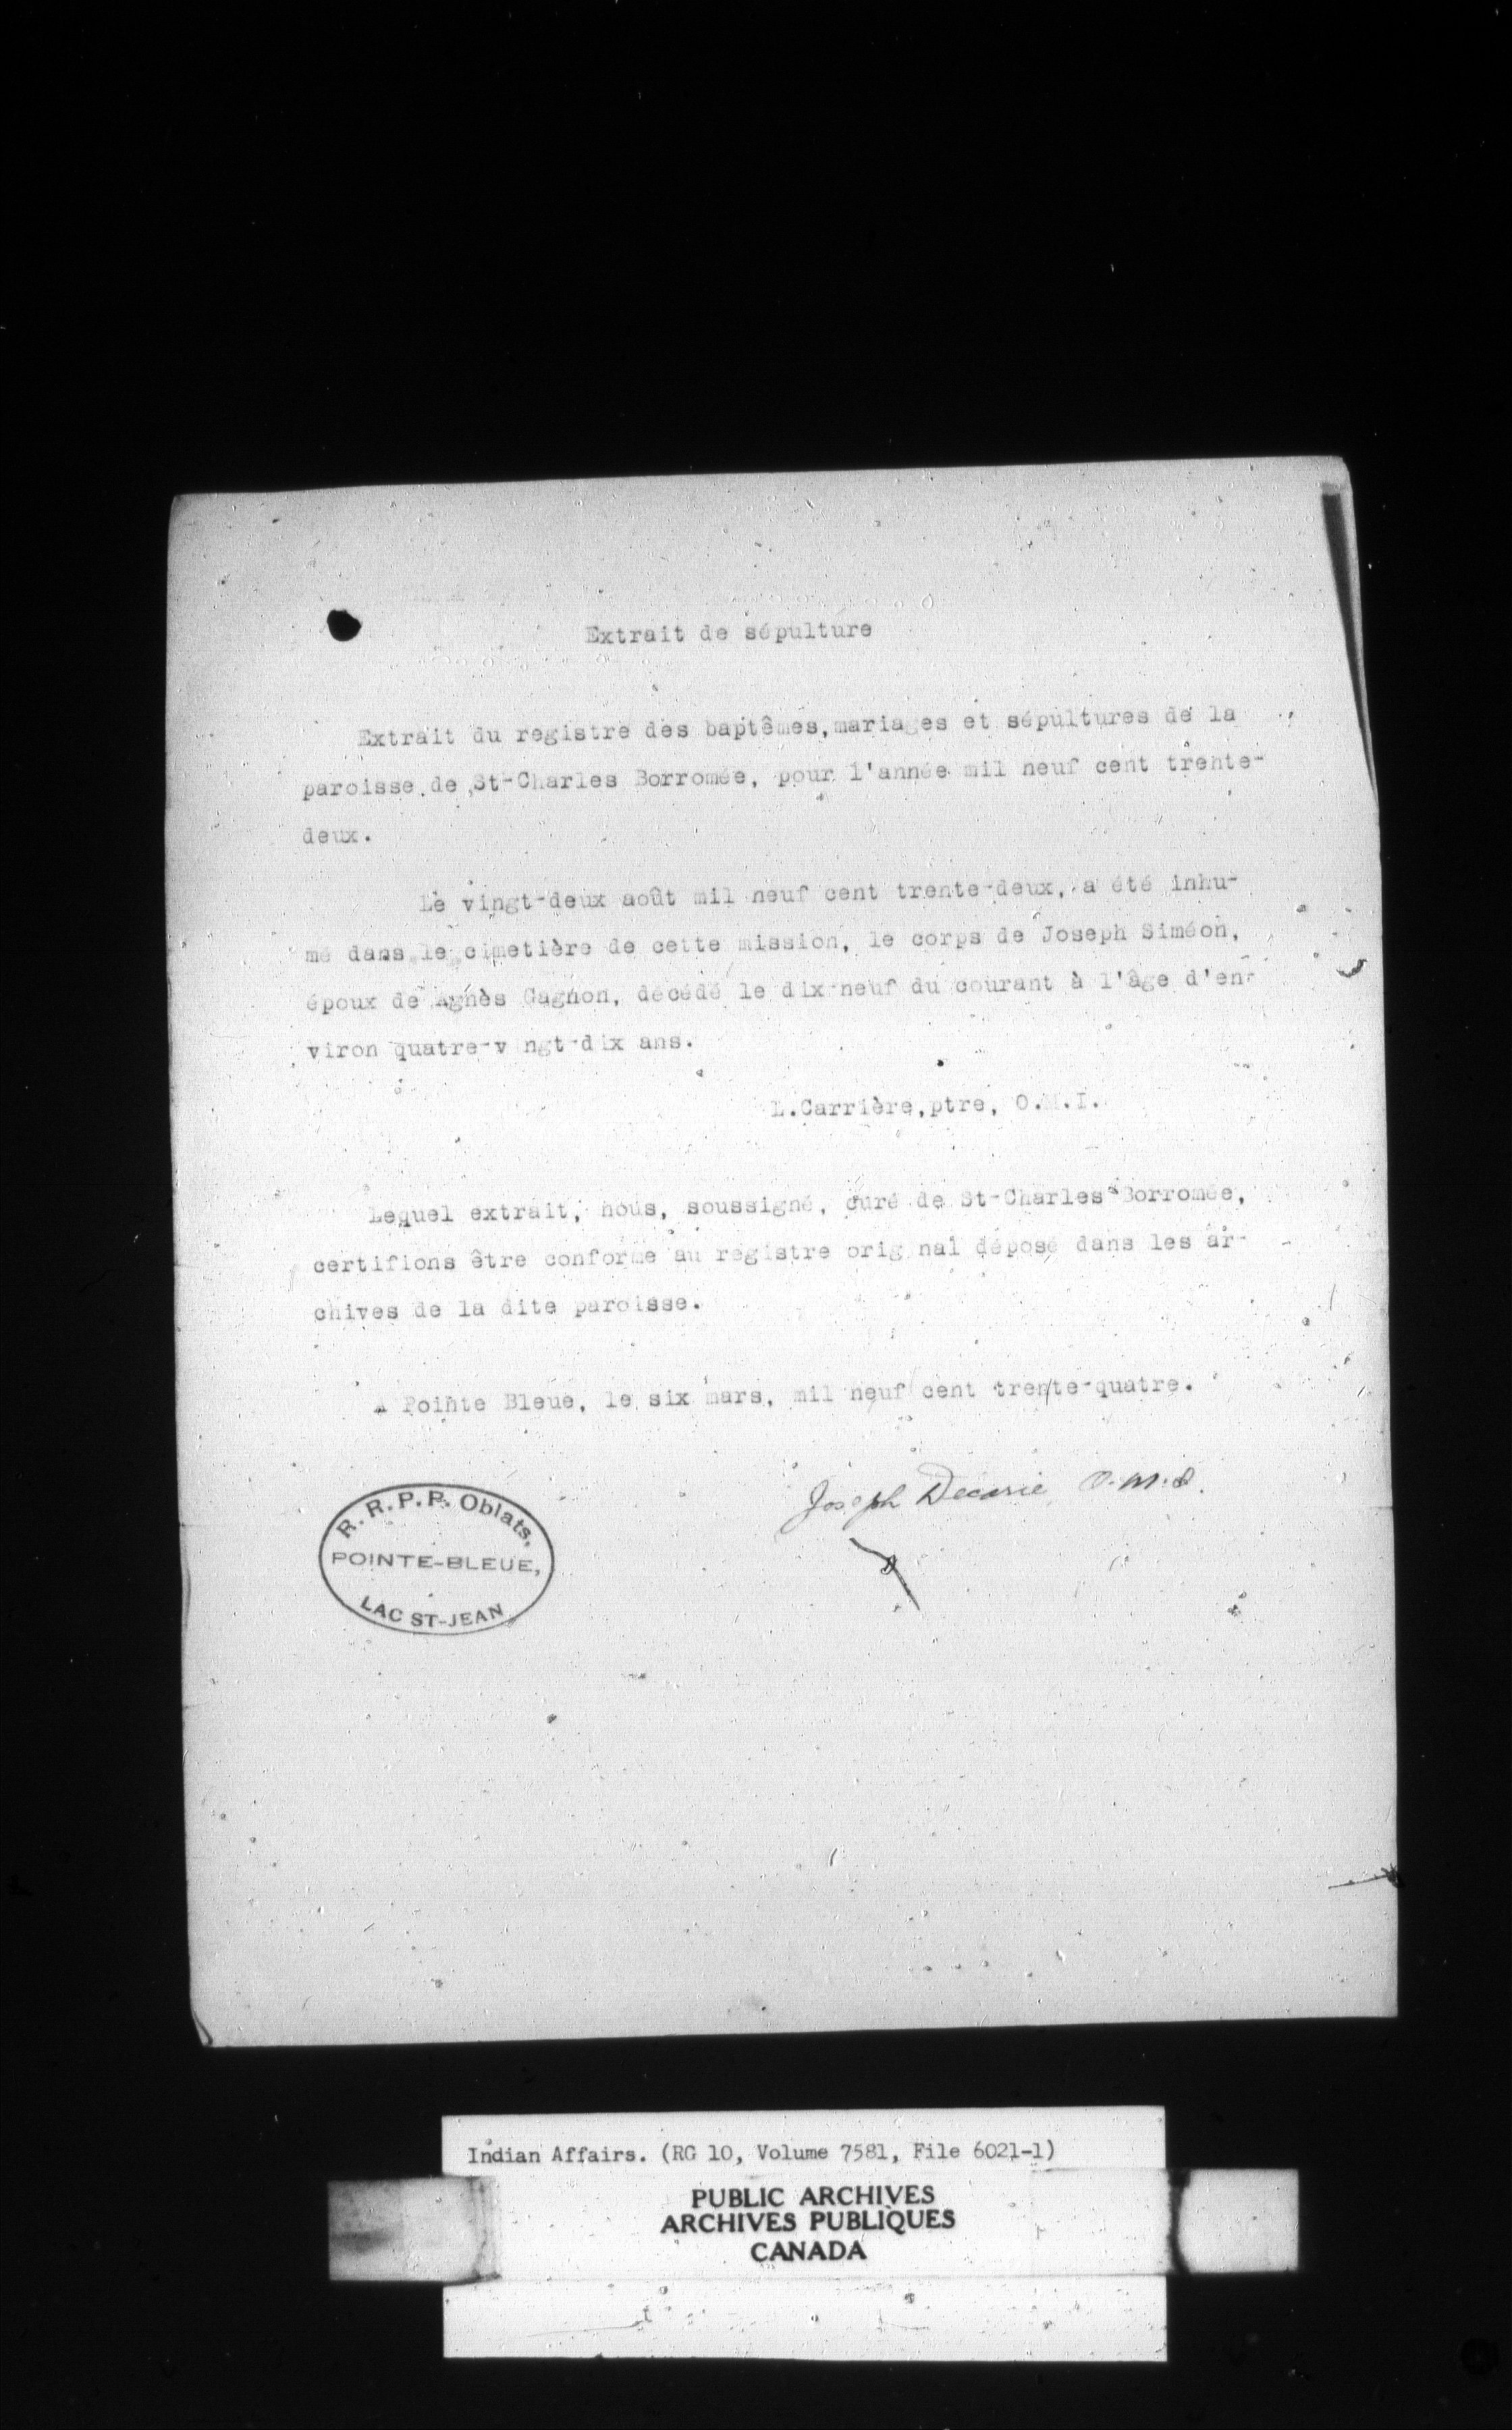 Extrait de sépulture
Extrait du registre des baptêmes,mariages et sépultures de la
paroisse de St-Charles Borromée, pour l'année mil neuf cent trente-
deux.
Le vingt-deux août mil neuf cent trente-deux, a été inhu-
mé dans le cimetière de cette mission, le corps de Joseph Siméon,
époux de Agnès Gagnon, décédé le dix-neuf du courant à l'âge d'en-
viron quatre-v ngt-dix ans.
L.Carrière,ptre, O.M.I.
Lequel extrait, nous, soussigné, curé de St-Charles-Borromée,
certifions être conforme au registre orig nal déposé dans les ar-
chives de la dite paroisse.
A Pointe Bleue, le six mars, mil neuf cent trente-quatre.
Joseph Decarie O.M.I.
R.R.P.P. Oblats,
POINTE-BLEUE,
LAC ST-JEAN
Indian Affairs. (RG 10, Volume 7581, File 6021-1)
PUBLIC ARCHIVES
ARCHIVES PUBLIQUES
CANADA